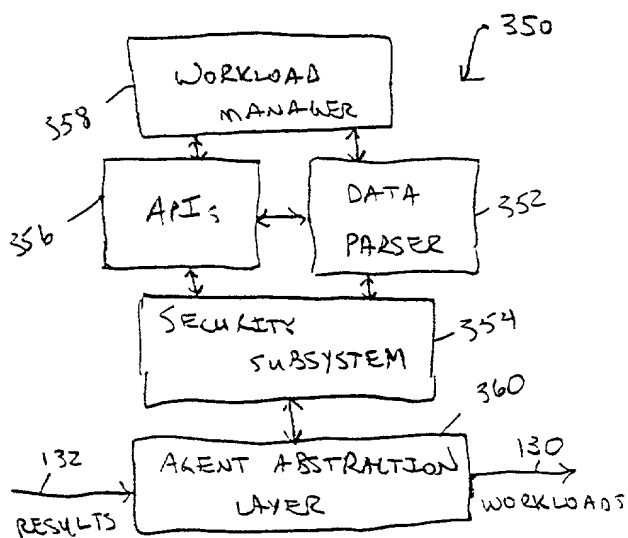 350
WORKLOAD
MANAGER
358
APIs
356
DATA
PARSER
352
SECURITY
SUBSYSTEM
354
360
AGENT ABSTRACTION
LAYER
132
RESULTS
130
WORKLOADS